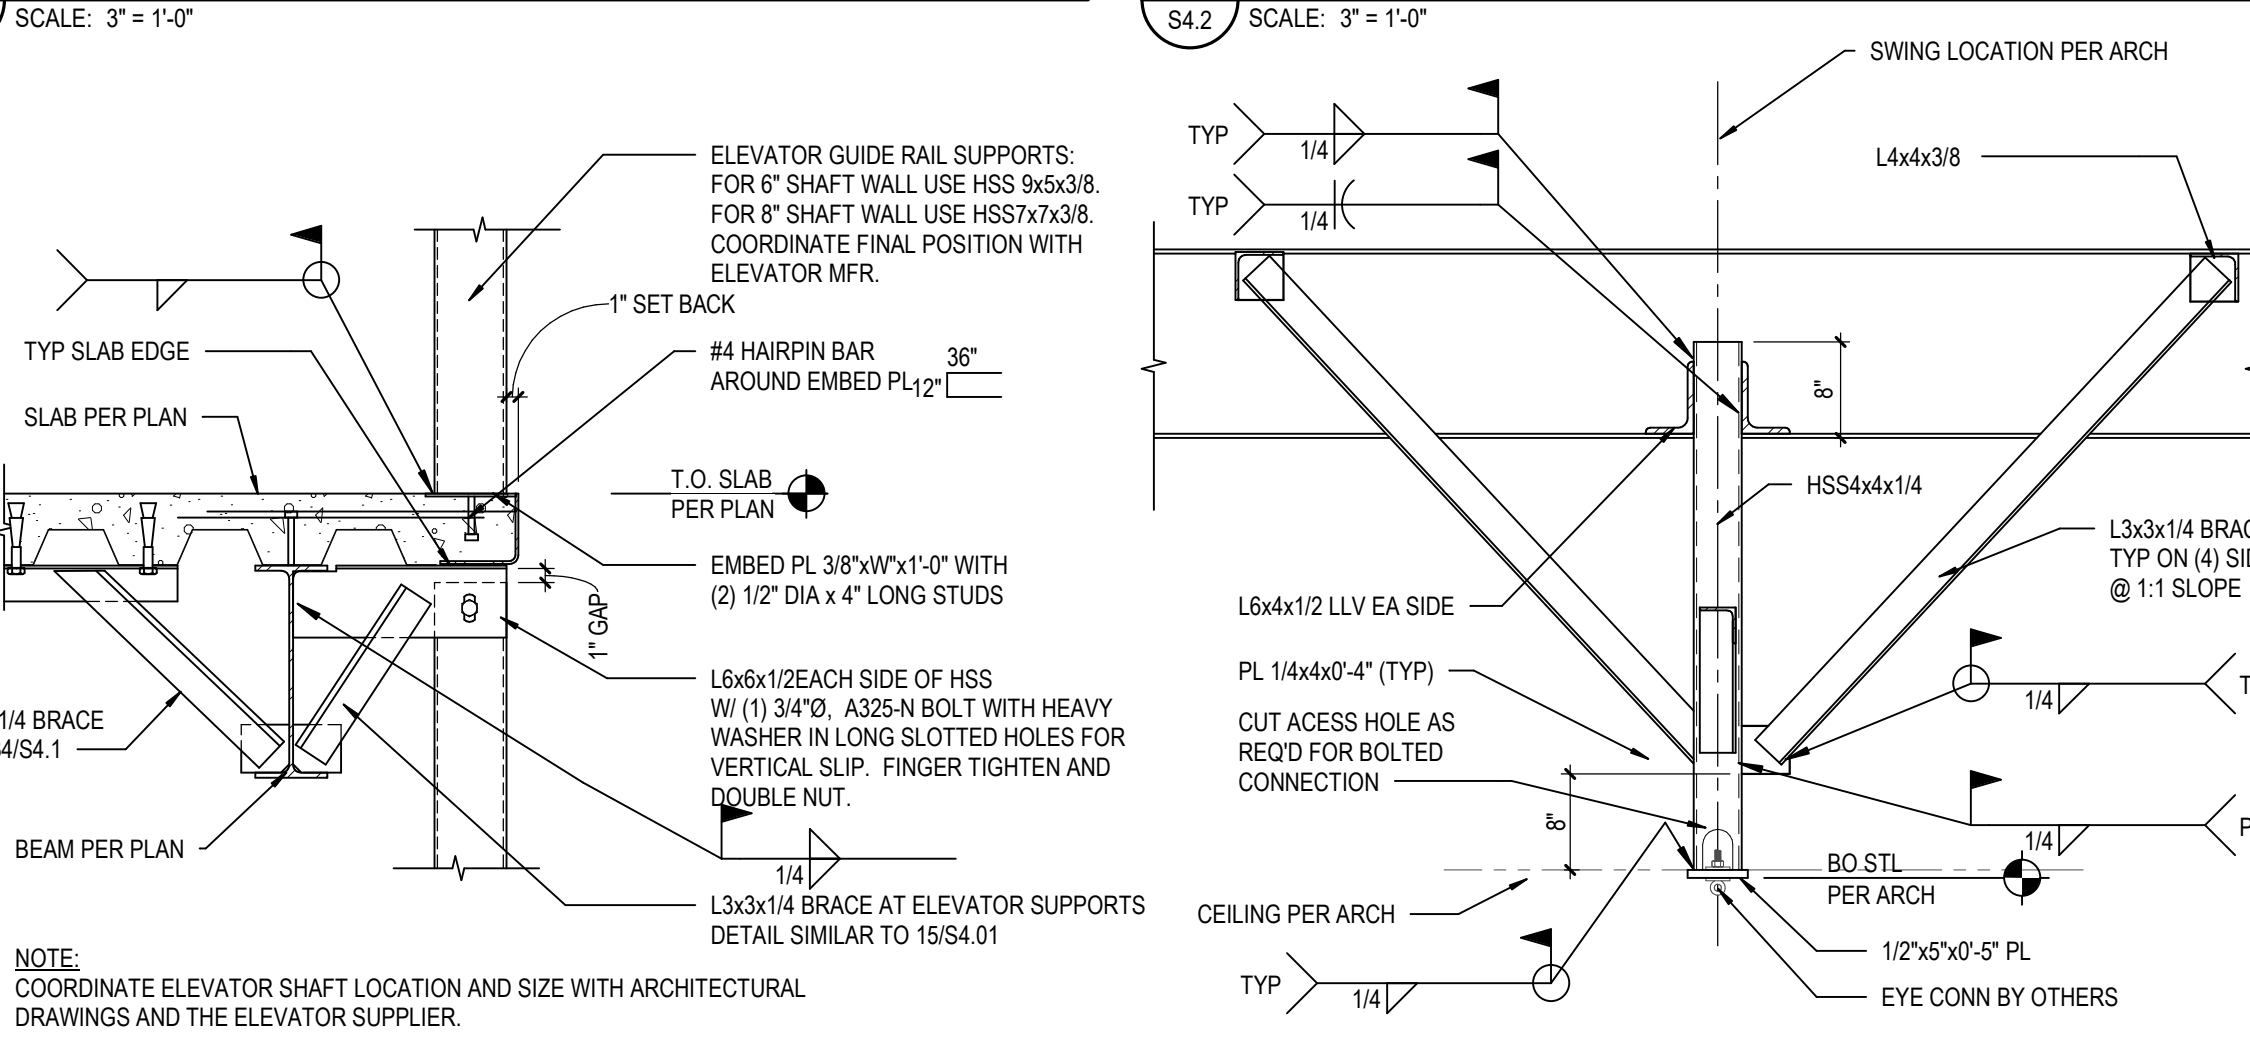 SCALE: 3" = 1'-0"
TYP SLAB EDGE
SLAB PER PLAN
1/4 BRACE
4/S4.1
BEAM PER PLAN
ELEVATOR GUIDE RAIL SUPPORTS:
FOR 6" SHAFT WALL USE HSS 9x5x3/8.
FOR 8" SHAFT WALL USE HSS7x7x3/8.
COORDINATE FINAL POSITION WITH
ELEVATOR MFR.
1" SET BACK
#4 HAIRPIN BAR
AROUND EMBED PL
36"
12"
T.O. SLAB
PER PLAN
EMBED PL 3/8"xW"x1'-0" WITH
(2) 1/2" DIA x 4" LONG STUDS
1" GAP
L6x6x1/2EACH SIDE OF HSS
W/ (1) 3/4"Ø, A325-N BOLT WITH HEAVY
WASHER IN LONG SLOTTED HOLES FOR
VERTICAL SLIP. FINGER TIGHTEN AND
DOUBLE NUT.
1/4
L3x3x1/4 BRACE AT ELEVATOR SUPPORTS
DETAIL SIMILAR TO 15/S4.01
NOTE:
COORDINATE ELEVATOR SHAFT LOCATION AND SIZE WITH ARCHITECTURAL
DRAWINGS AND THE ELEVATOR SUPPLIER.
S4.2
SCALE: 3" = 1'-0"
SWING LOCATION PER ARCH
TYP
1/4
TYP
1/4
L4x4x3/8
8"
HSS4x4x1/4
L3x3x1/4 BRAC
TYP ON (4) SID
@ 1:1 SLOPE
L6x4x1/2 LLV EA SIDE
PL 1/4x4x0'-4" (TYP)
CUT ACESS HOLE AS
REQ'D FOR BOLTED
CONNECTION
1/4
T
8"
1/4
P
BO STL
PER ARCH
CEILING PER ARCH
1/2"x5"x0'-5" PL
TYP
1/4
EYE CONN BY OTHERS